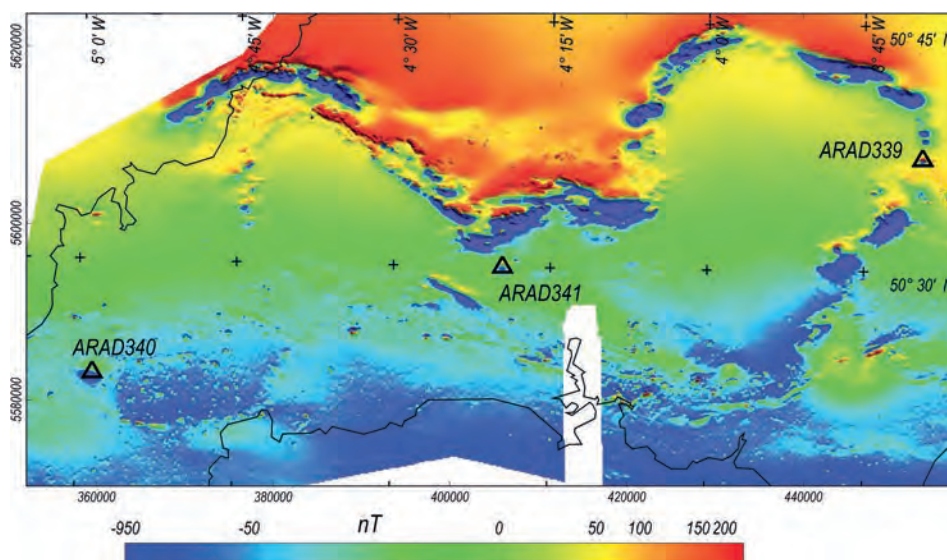 5° 0' W
4° 45' W
4° 30' W
4° 15' W
4° 0' W
3° 45' W
50° 45' N
5620000
ARAD339
5600000
ARAD341
50° 30' N
ARAD340
5580000
360000 380000 400000 420000 440000
-950 -50 nT 0 50 100 150 200